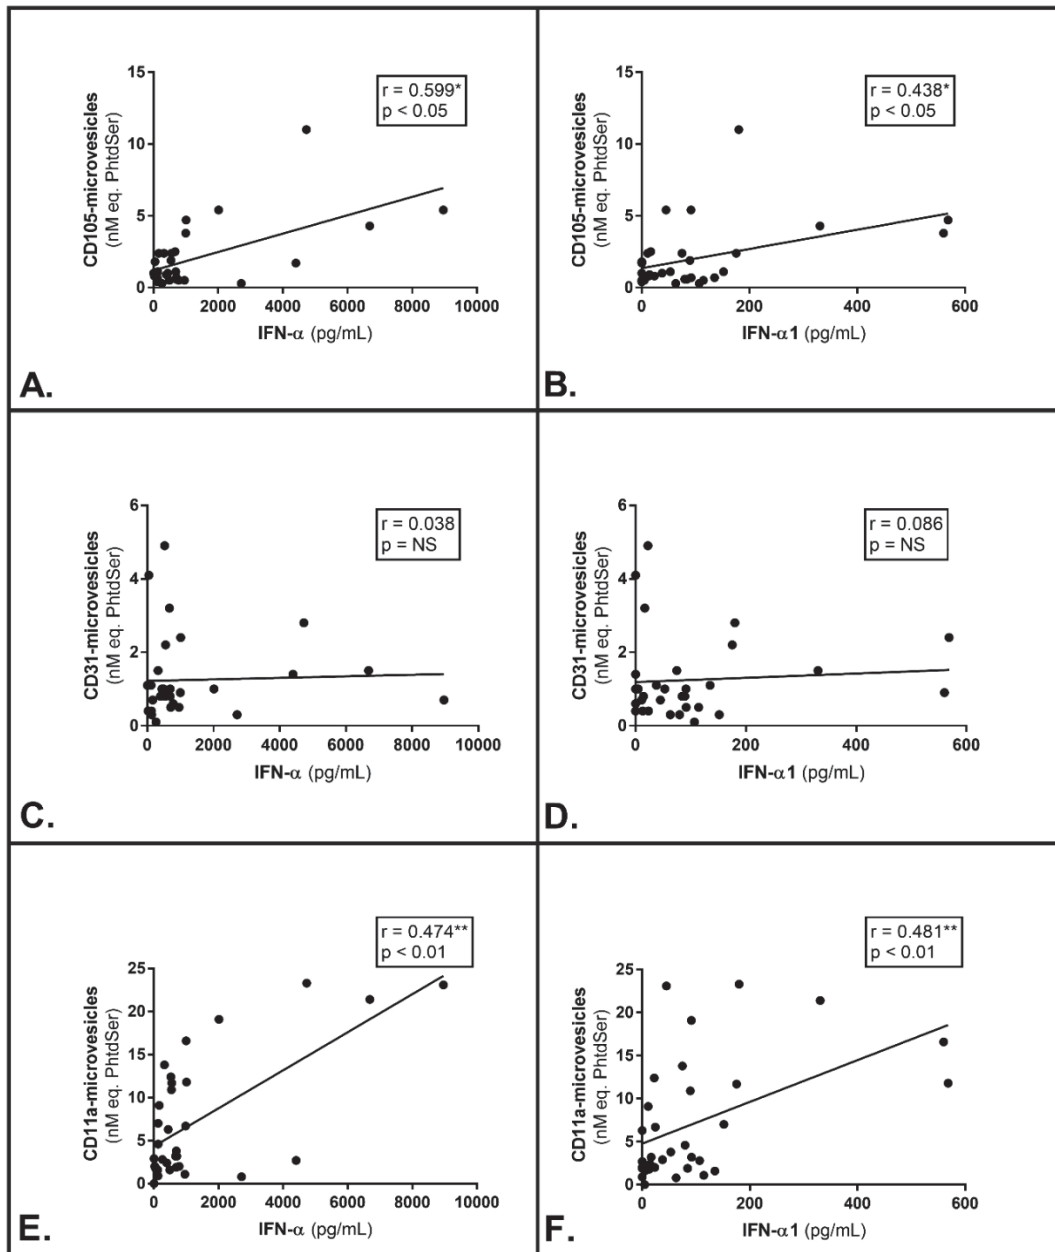 15
10
5
0
CD105-microvesicles
(nM eq. PhtdSer)
r = 0.599*
p < 0.05
0 2000 4000 6000 8000 10000
IFN-α (pg/mL)
A.
15
10
5
0
CD105-microvesicles
(nM eq. PhtdSer)
r = 0.438*
p < 0.05
0 200 400 600
IFN-α1 (pg/mL)
B.
6
4
2
0
CD31-microvesicles
(nM eq. PhtdSer)
r = 0.038
p = NS
0 2000 4000 6000 8000 10000
IFN-α (pg/mL)
C.
6
4
2
0
CD31-microvesicles
(nM eq. PhtdSer)
r = 0.086
p = NS
0 200 400 600
IFN-α1 (pg/mL)
D.
25
20
15
10
5
0
CD11a-microvesicles
(nM eq. PhtdSer)
r = 0.474**
p < 0.01
0 2000 4000 6000 8000 10000
IFN-α (pg/mL)
E.
25
20
15
10
5
0
CD11a-microvesicles
(nM eq. PhtdSer)
r = 0.481**
p < 0.01
0 200 400 600
IFN-α1 (pg/mL)
F.